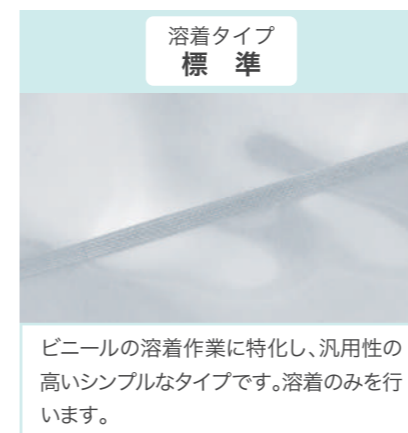 溶着タイプ
標　準
ビニールの溶着作業に特化し、汎用性の
高いシンプルなタイプです。溶着のみを行
います。